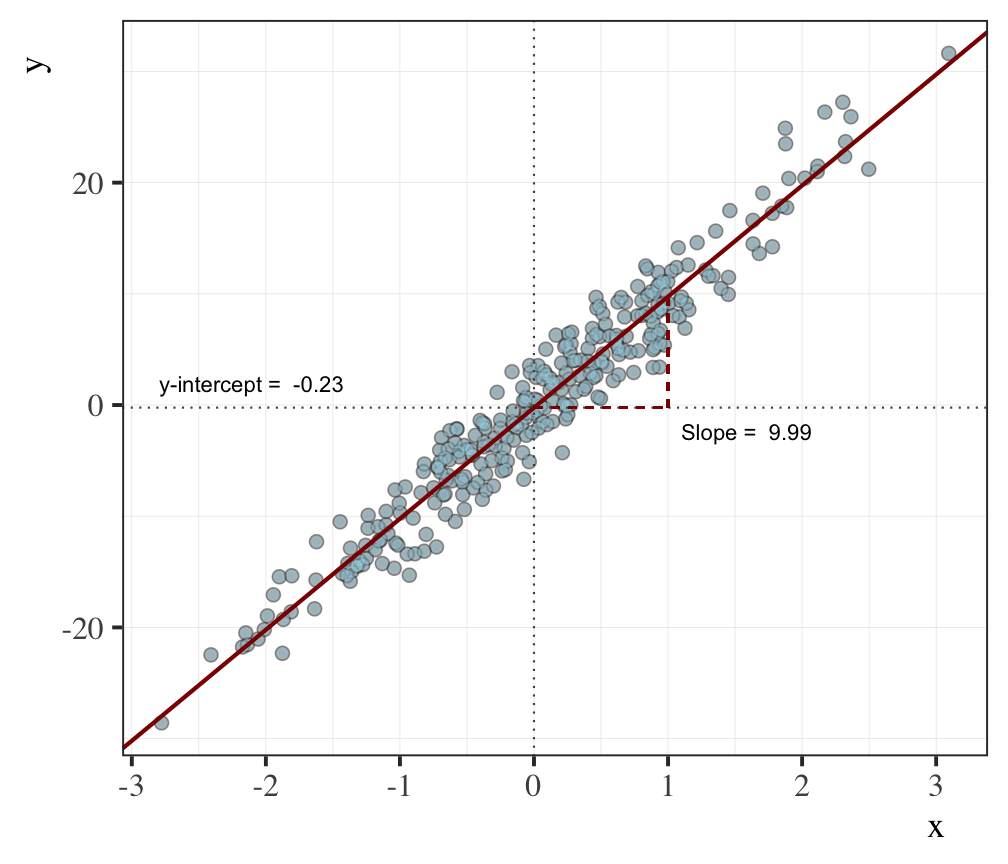 y
20
y-intercept =  -0.23
0
Slope =  9.99
-20
-3 -2 -1 0 1 2 3
x